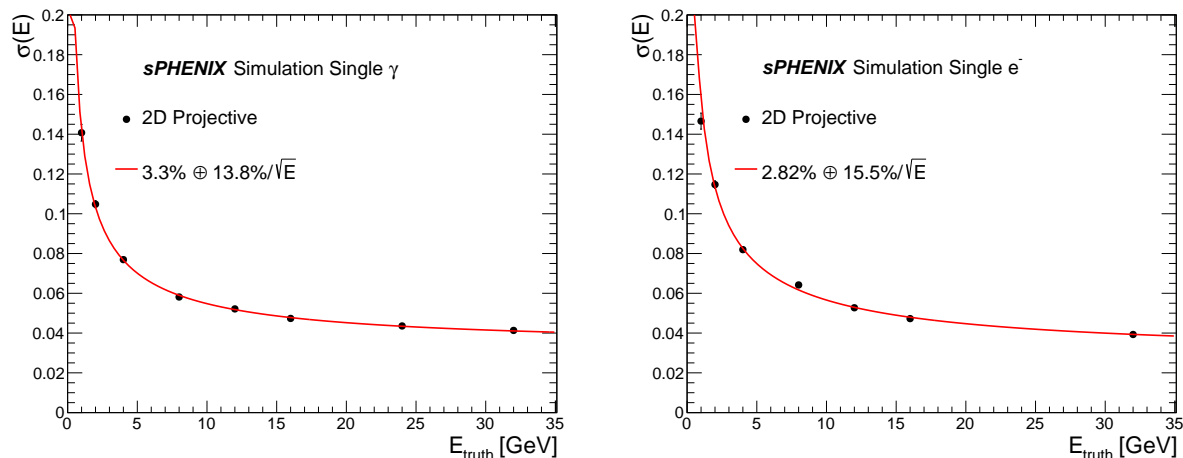 σ(E)
0.2
0.18
0.16
0.14
0.12
0.1
0.08
0.06
0.04
0.02
0
sPHENIX Simulation Single γ
2D Projective
3.3% ⊕ 13.8%/√E
0 5 10 15 20 25 30 35
E_truth [GeV]
σ(E)
0.2
0.18
0.16
0.14
0.12
0.1
0.08
0.06
0.04
0.02
0
sPHENIX Simulation Single e⁻
2D Projective
2.82% ⊕ 15.5%/√E
0 5 10 15 20 25 30 35
E_truth [GeV]